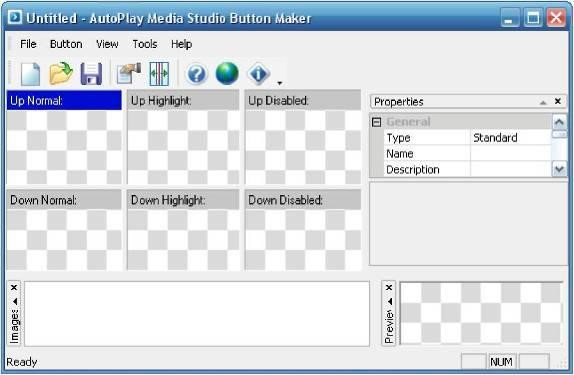 Untitled - AutoPlay Media Studio Button Maker
File Button View Tools Help
Up Normal: Up Highlight: Up Disabled:
Properties
General
Type Standard
Name
Description
Down Normal: Down Highlight: Down Disabled:
Images
Preview
Ready NUM